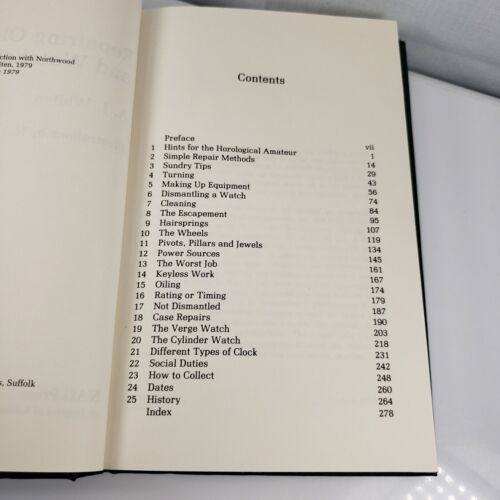 ction with Northwood
lten, 1979
1979
s, Suffolk
Contents
Preface vii
1 Hints for the Horological Amateur 1
2 Simple Repair Methods 14
3 Sundry Tips 29
4 Turning 43
5 Making Up Equipment 56
6 Dismantling a Watch 74
7 Cleaning 84
8 The Escapement 95
9 Hairsprings 107
10 The Wheels 119
11 Pivots, Pillars and Jewels 134
12 Power Sources 145
13 The Worst Job 161
14 Keyless Work 167
15 Oiling 174
16 Rating or Timing 179
17 Not Dismantled 187
18 Case Repairs 190
19 The Verge Watch 203
20 The Cylinder Watch 218
21 Different Types of Clock 231
22 Social Duties 242
23 How to Collect 248
24 Dates 260
25 History 264
Index 278